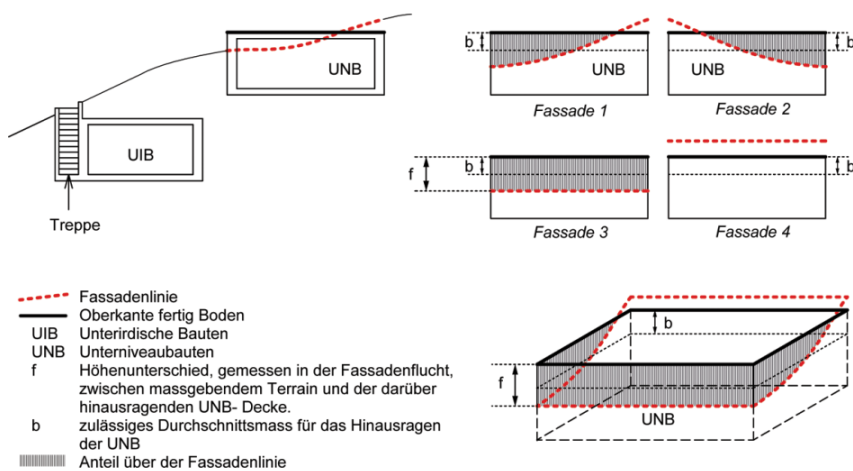 UNB
UIB
Treppe
b
UNB
b
UNB
Fassade 1
Fassade 2
f
b
b
Fassade 3
Fassade 4
Fassadenlinie
Oberkante fertig Boden
UIB Unterirdische Bauten
UNB Unterniveaubauten
f Höhenunterschied, gemessen in der Fassadenflucht,
zwischen massgebendem Terrain und der darüber
hinausragenden UNB- Decke.
b zulässiges Durchschnittsmass für das Hinausragen
der UNB
Anteil über der Fassadenlinie
b
f
UNB